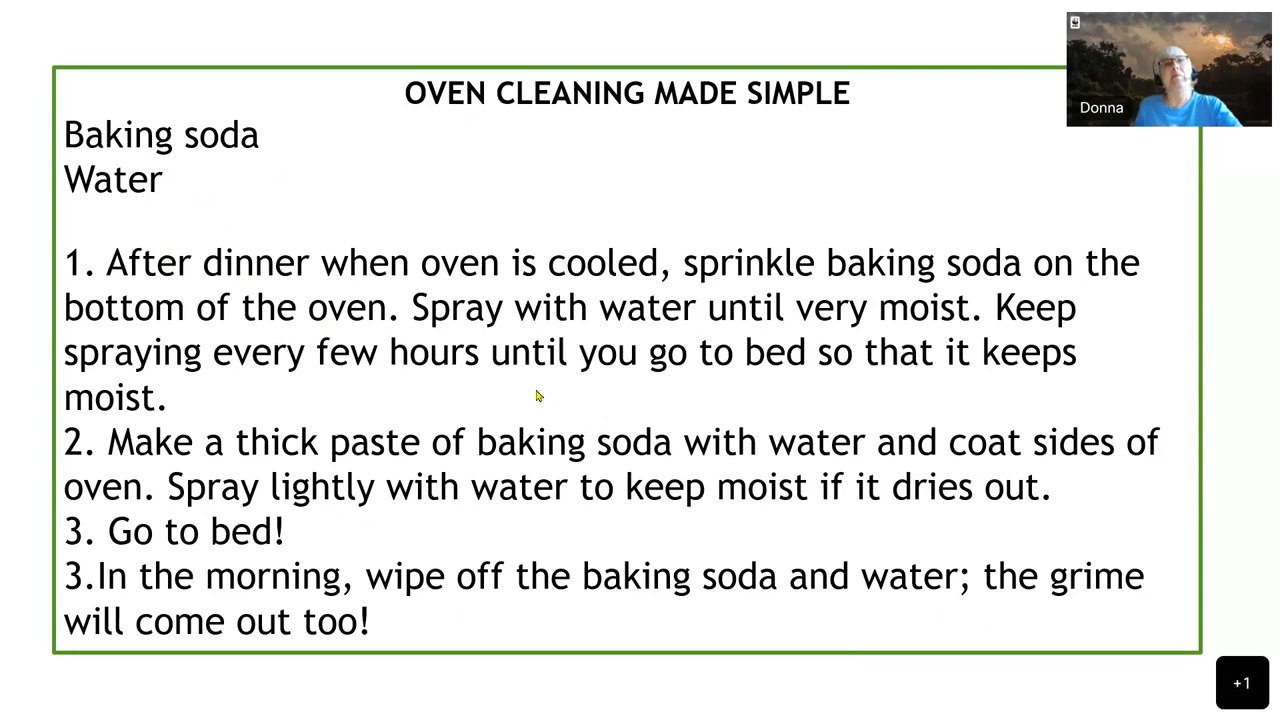 OVEN CLEANING MADE SIMPLE
Baking soda
Water
1. After dinner when oven is cooled, sprinkle baking soda on the
bottom of the oven. Spray with water until very moist. Keep
spraying every few hours until you go to bed so that it keeps
moist.
2. Make a thick paste of baking soda with water and coat sides of
oven. Spray lightly with water to keep moist if it dries out.
3. Go to bed!
3.In the morning, wipe off the baking soda and water; the grime
will come out too!
Donna
+1